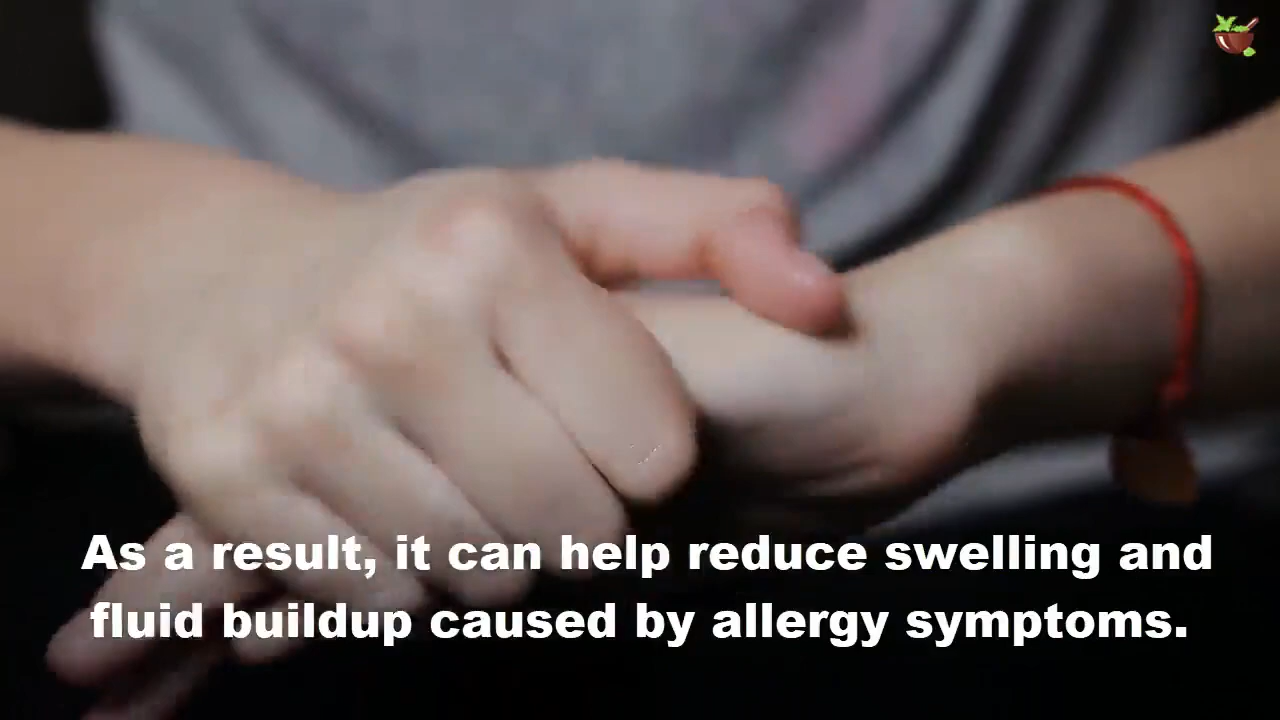 As a result, it can help reduce swelling and
fluid buildup caused by allergy symptoms.